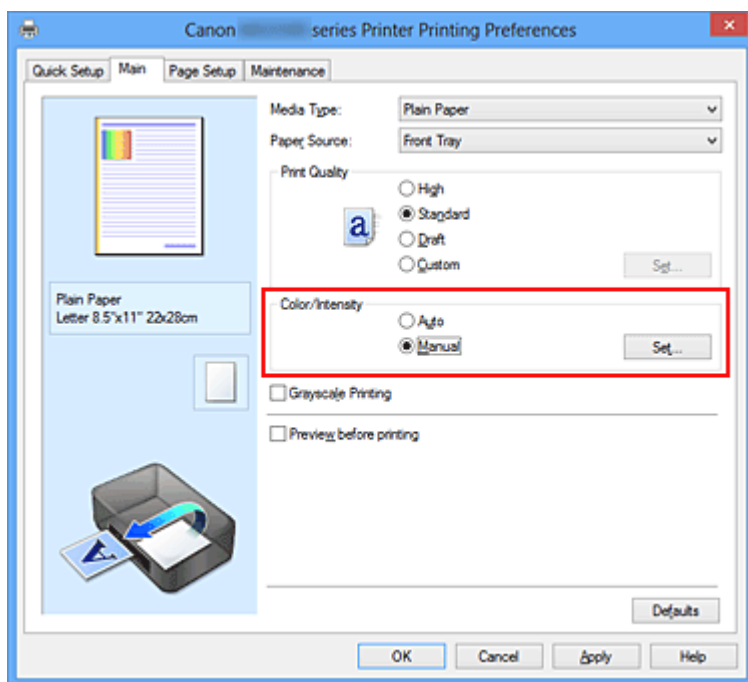 Canon series Printer Printing Preferences
Quick Setup Main Page Setup Maintenance
Media Type: Plain Paper
Paper Source: Front Tray
Print Quality
High
a Standard
Draft
Custom Set...
Plain Paper
Letter 8.5"x11" 22x28cm
Color/Intensity
Auto
Manual Set...
Grayscale Printing
Preview before printing
A
Defaults
OK Cancel Apply Help